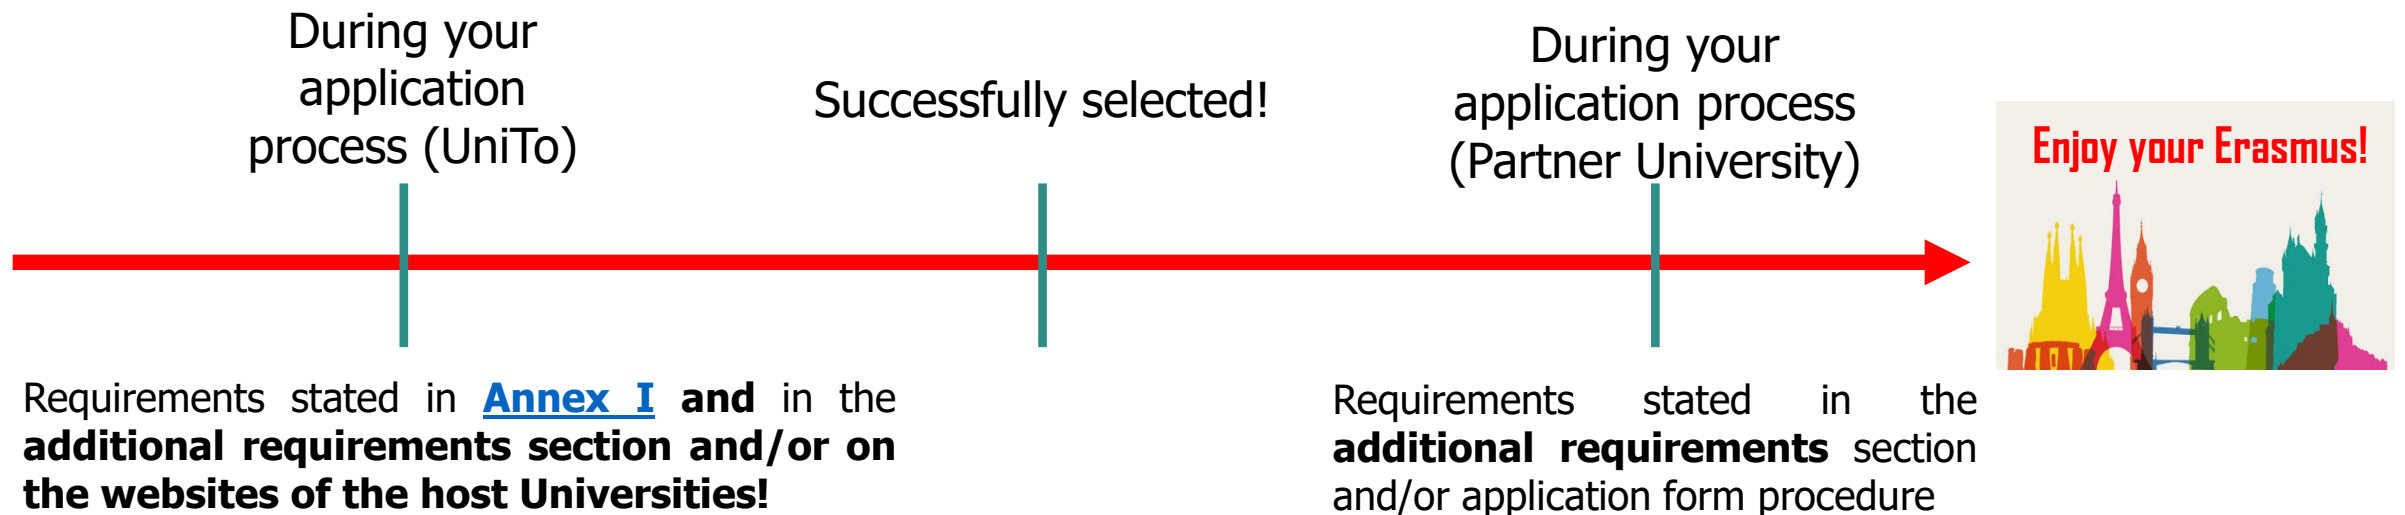 During your
application
process (UniTo)
Successfully selected!
During your
application process
(Partner University)
Enjoy your Erasmus!
Requirements stated in Annex I and in the
additional requirements section and/or on
the websites of the host Universities!
Requirements stated in the
additional requirements section
and/or application form procedure